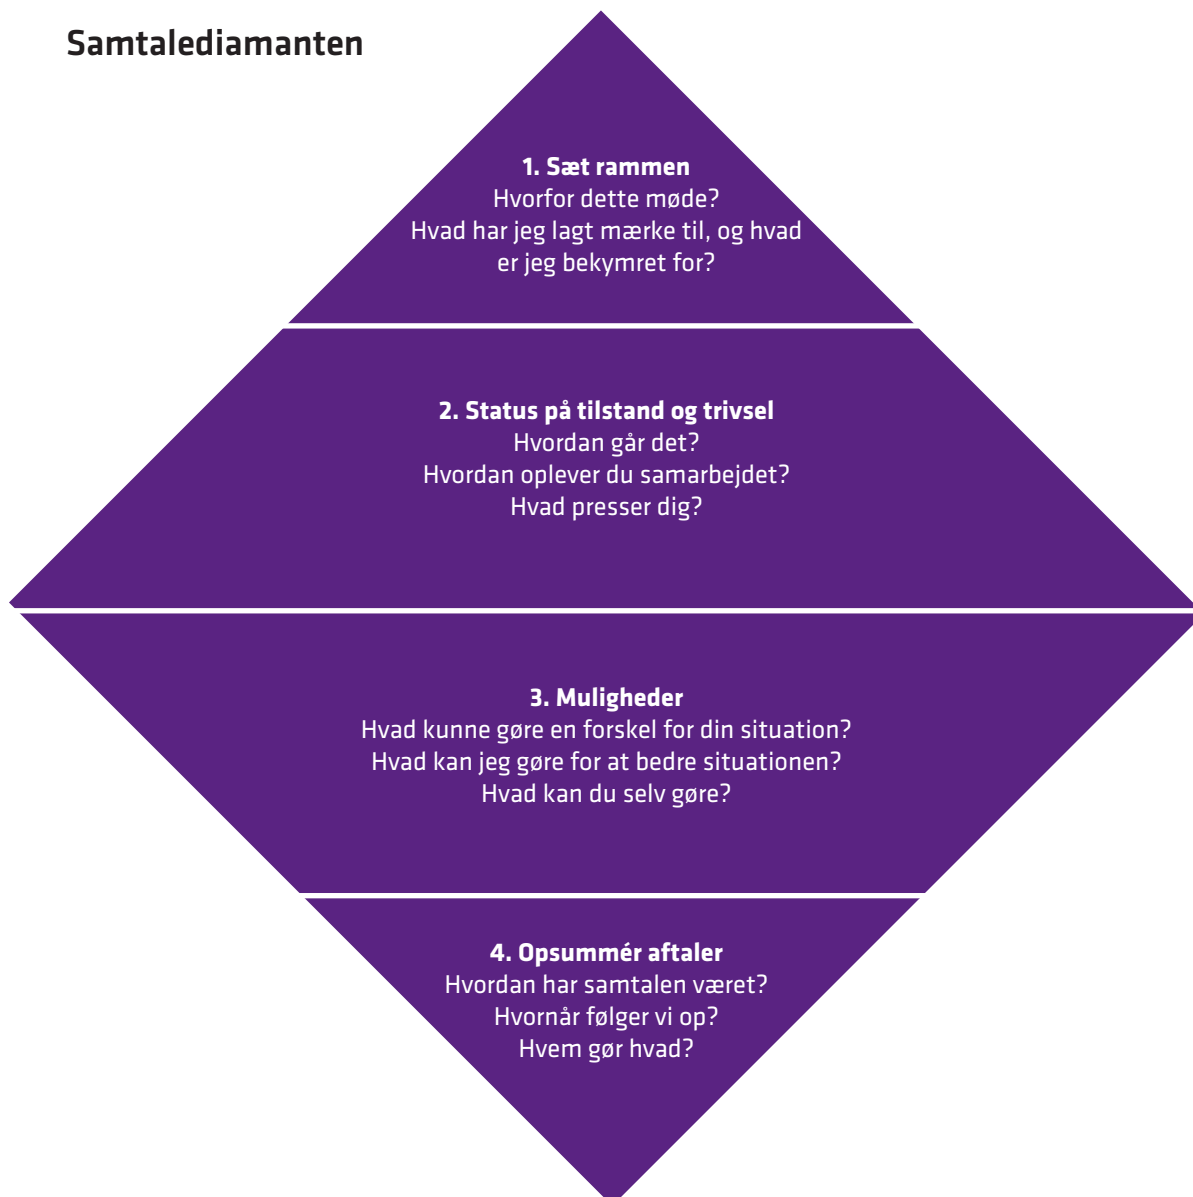 Samtalediamanten
1. Sæt rammen
Hvorfor dette møde?
Hvad har jeg lagt mærke til, og hvad
er jeg bekymret for?
2. Status på tilstand og trivsel
Hvordan går det?
Hvordan oplever du samarbejdet?
Hvad presser dig?
3. Muligheder
Hvad kunne gøre en forskel for din situation?
Hvad kan jeg gøre for at bedre situationen?
Hvad kan du selv gøre?
4. Opsummér aftaler
Hvordan har samtalen været?
Hvornår følger vi op?
Hvem gør hvad?